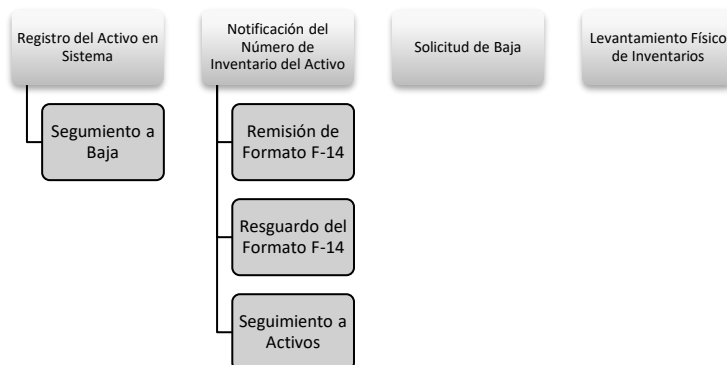 Registro del Activo en
Sistema
Segumiento a
Baja
Notificación del
Número de
Inventario del Activo
Remisión de
Formato F-14
Resguardo del
Formato F-14
Seguimiento a
Activos
Solicitud de Baja
Levantamiento Físico
de Inventarios